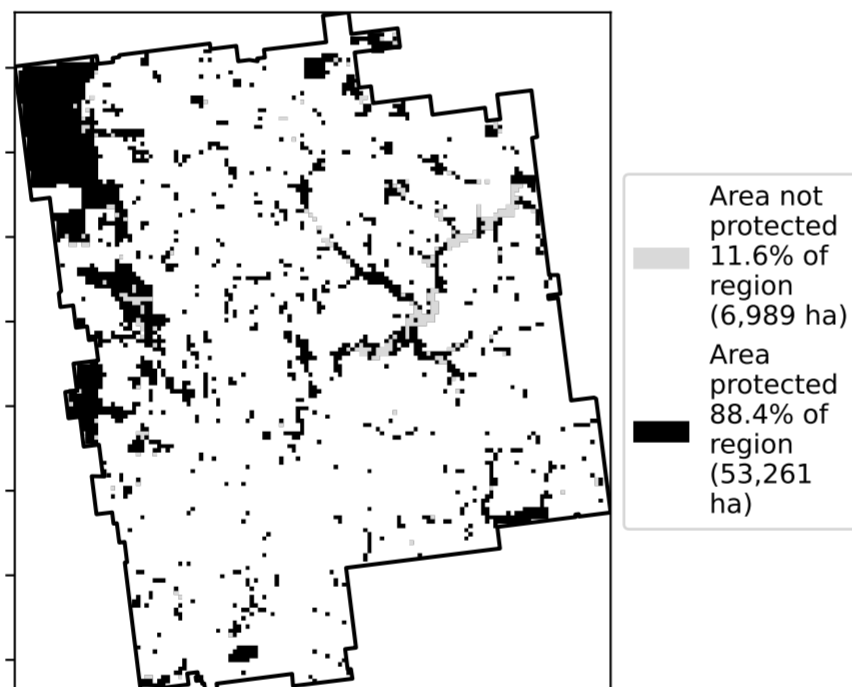 Area not
protected
11.6% of
region
(6,989 ha)
Area
protected
88.4% of
region
(53,261
ha)